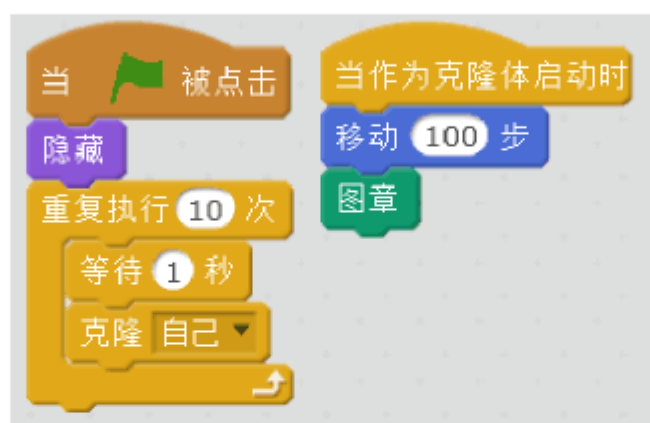 当 被点击
隐藏
重复执行 10 次
等待 1 秒
克隆 自己
当作为克隆体启动时
移动 100 步
图章